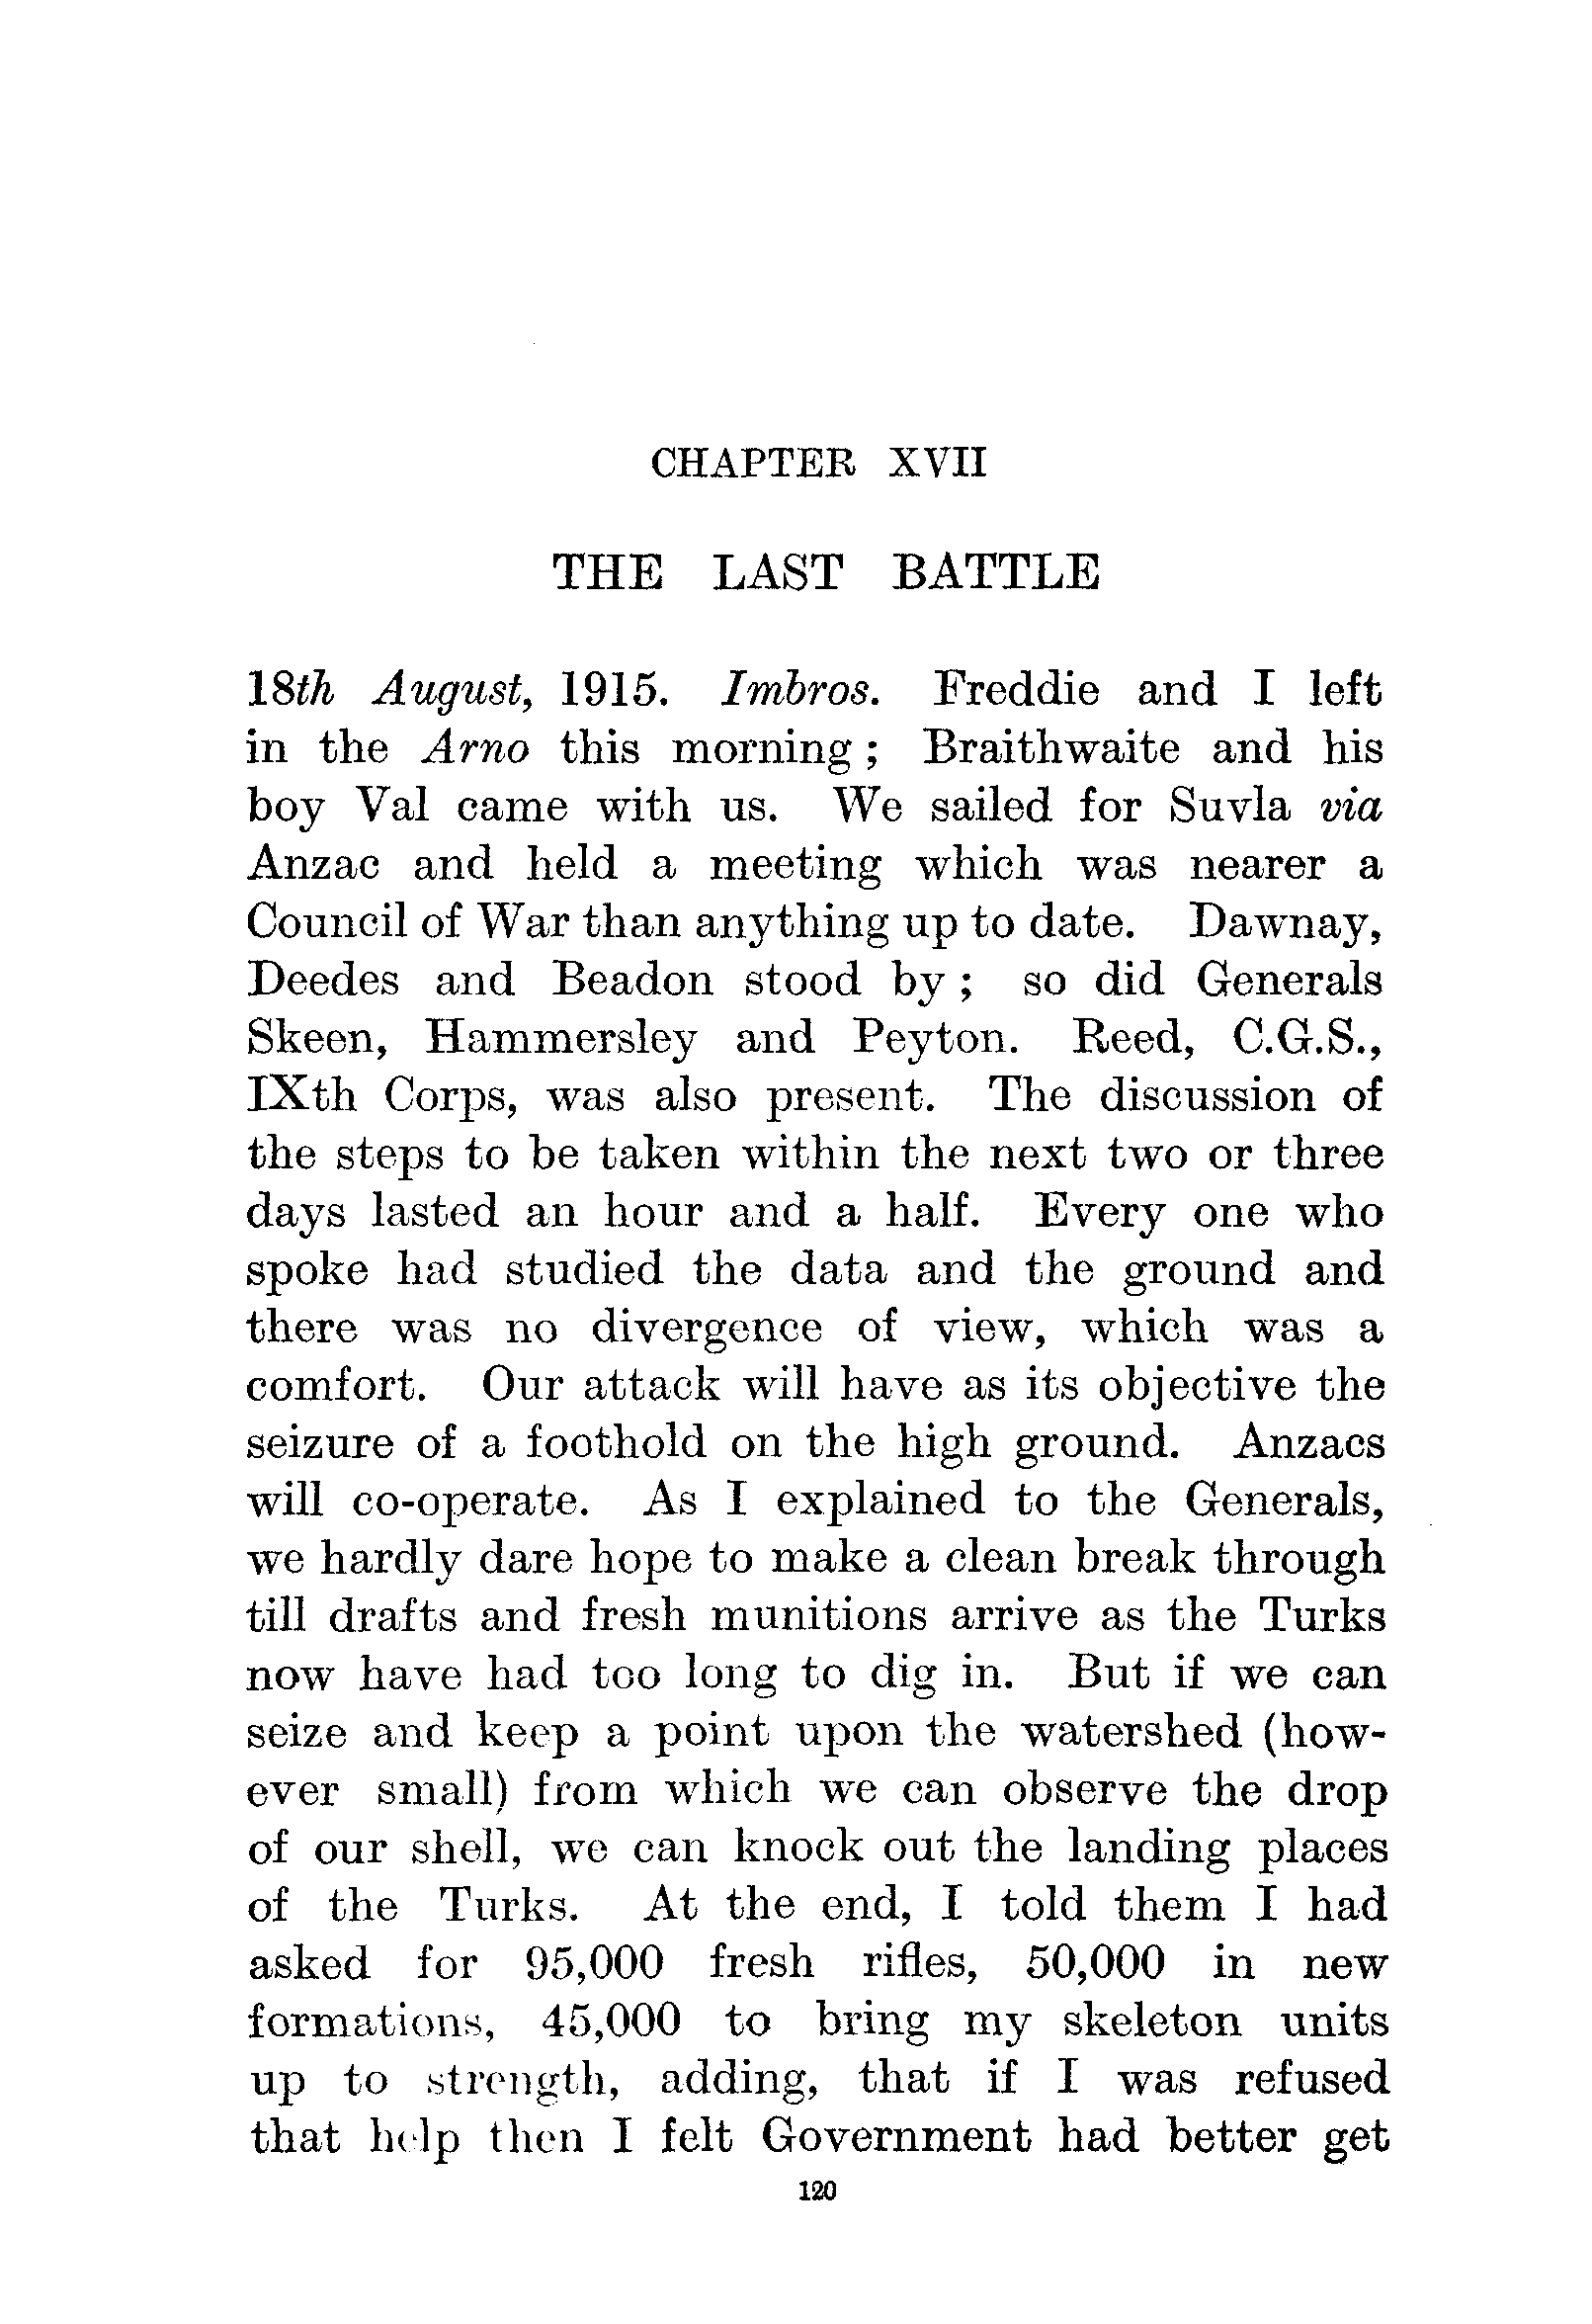 CHAPTER XVII
THE LAST BATTLE
18th August, 1915. Imbros. Freddie and I left
in the Arno this morning; Braithwaite and his
boy Val came with us. We sailed for Suvla via
Anzac and held a meeting which was nearer a
Council of War than anything up to date. Dawnay,
Deedes and Beadon stood by; so did Generals
Skeen, Hammersley and Peyton. Reed, C.G.S.,
IXth Corps, was also present. The discussion of
the steps to be taken within the next two or three
days lasted an hour and a half. Every one who
spoke had studied the data and the ground and
there was no divergence of view, which was a
comfort. Our attack will have as its objective the
seizure of a foothold on the high ground. Anzacs
will co-operate. As I explained to the Generals,
we hardly dare hope to make a clean break through
till drafts and fresh munitions arrive as the Turks
now have had too long to dig in. But if we can
seize and keep a point upon the watershed (how-
ever small) from which we can observe the drop
of our shell, we can knock out the landing places
of the Turks. At the end, I told them I had
asked for 95,000 fresh rifles, 50,000 in new
formations, 45,000 to bring my skeleton units
up to strength, adding, that if I was refused
that help then I felt Government had better get
120